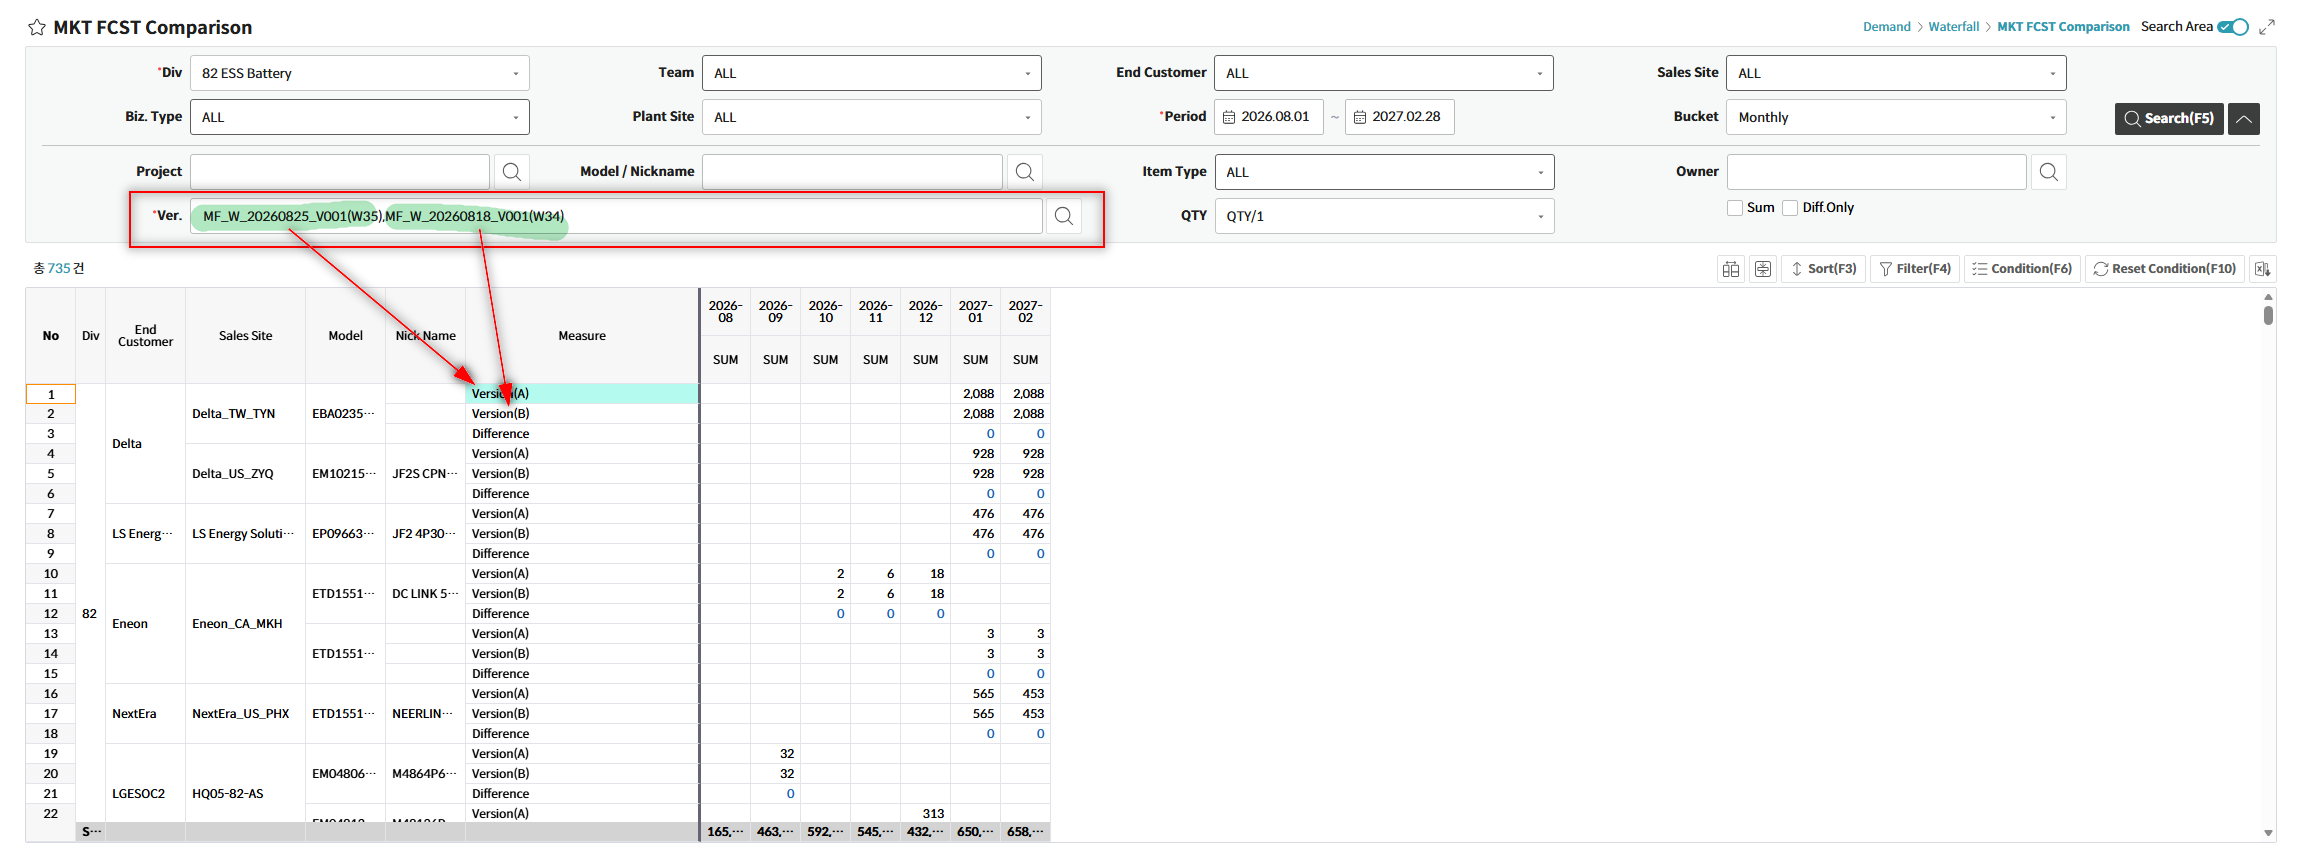 MKT FCST Comparison
Demand > Waterfall > MKT FCST Comparison Search Area
*Div 82 ESS Battery Team ALL End Customer ALL Sales Site ALL
Biz. Type ALL Plant Site ALL *Period 2026.08.01 ~ 2027.02.28 Bucket Monthly Search(F5)
Project Model / Nickname Item Type ALL Owner
*Ver. MF_W_20260825_V001(W35),MF_W_20260818_V001(W34) QTY QTY/1 Sum Diff.Only
총 735 건 Sort(F3) Filter(F4) Condition(F6) Reset Condition(F10)
No Div End Customer Sales Site Model Nick Name Measure 2026-08 2026-09 2026-10 2026-11 2026-12 2027-01 2027-02
SUM SUM SUM SUM SUM SUM SUM
1 Version(A) 2,088 2,088
2 Delta_TW_TYN EBA0235… Version(B) 2,088 2,088
3 Difference 0 0
Delta
4 Version(A) 928 928
5 Delta_US_ZYQ EM10215… JF2S CPN… Version(B) 928 928
6 Difference 0 0
7 Version(A) 476 476
8 LS Energ… LS Energy Soluti… EP09663… JF2 4P30… Version(B) 476 476
9 Difference 0 0
10 Version(A) 2 6 18
11 ETD1551… DC LINK 5… Version(B) 2 6 18
12 82 Difference 0 0 0
Eneon Eneon_CA_MKH
13 Version(A) 3 3
14 ETD1551… Version(B) 3 3
15 Difference 0 0
16 Version(A) 565 453
17 NextEra NextEra_US_PHX ETD1551… NEERLIN… Version(B) 565 453
18 Difference 0 0
19 Version(A) 32
20 EM04806… M4864P6… Version(B) 32
21 LGESOC2 HQ05-82-AS Difference 0
22 Version(A) 313
S… 165,… 463,… 592,… 545,… 432,… 650,… 658,…